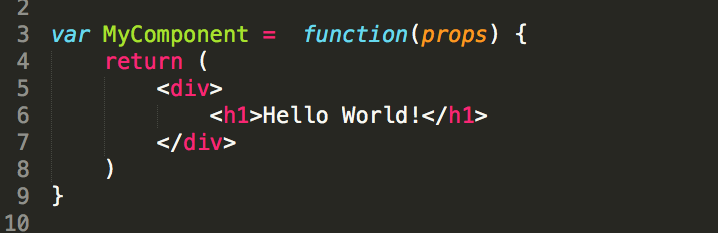 2
3 var MyComponent =  function(props) {
4     return (
5         <div>
6             <h1>Hello World!</h1>
7         </div>
8     )
9 }
10